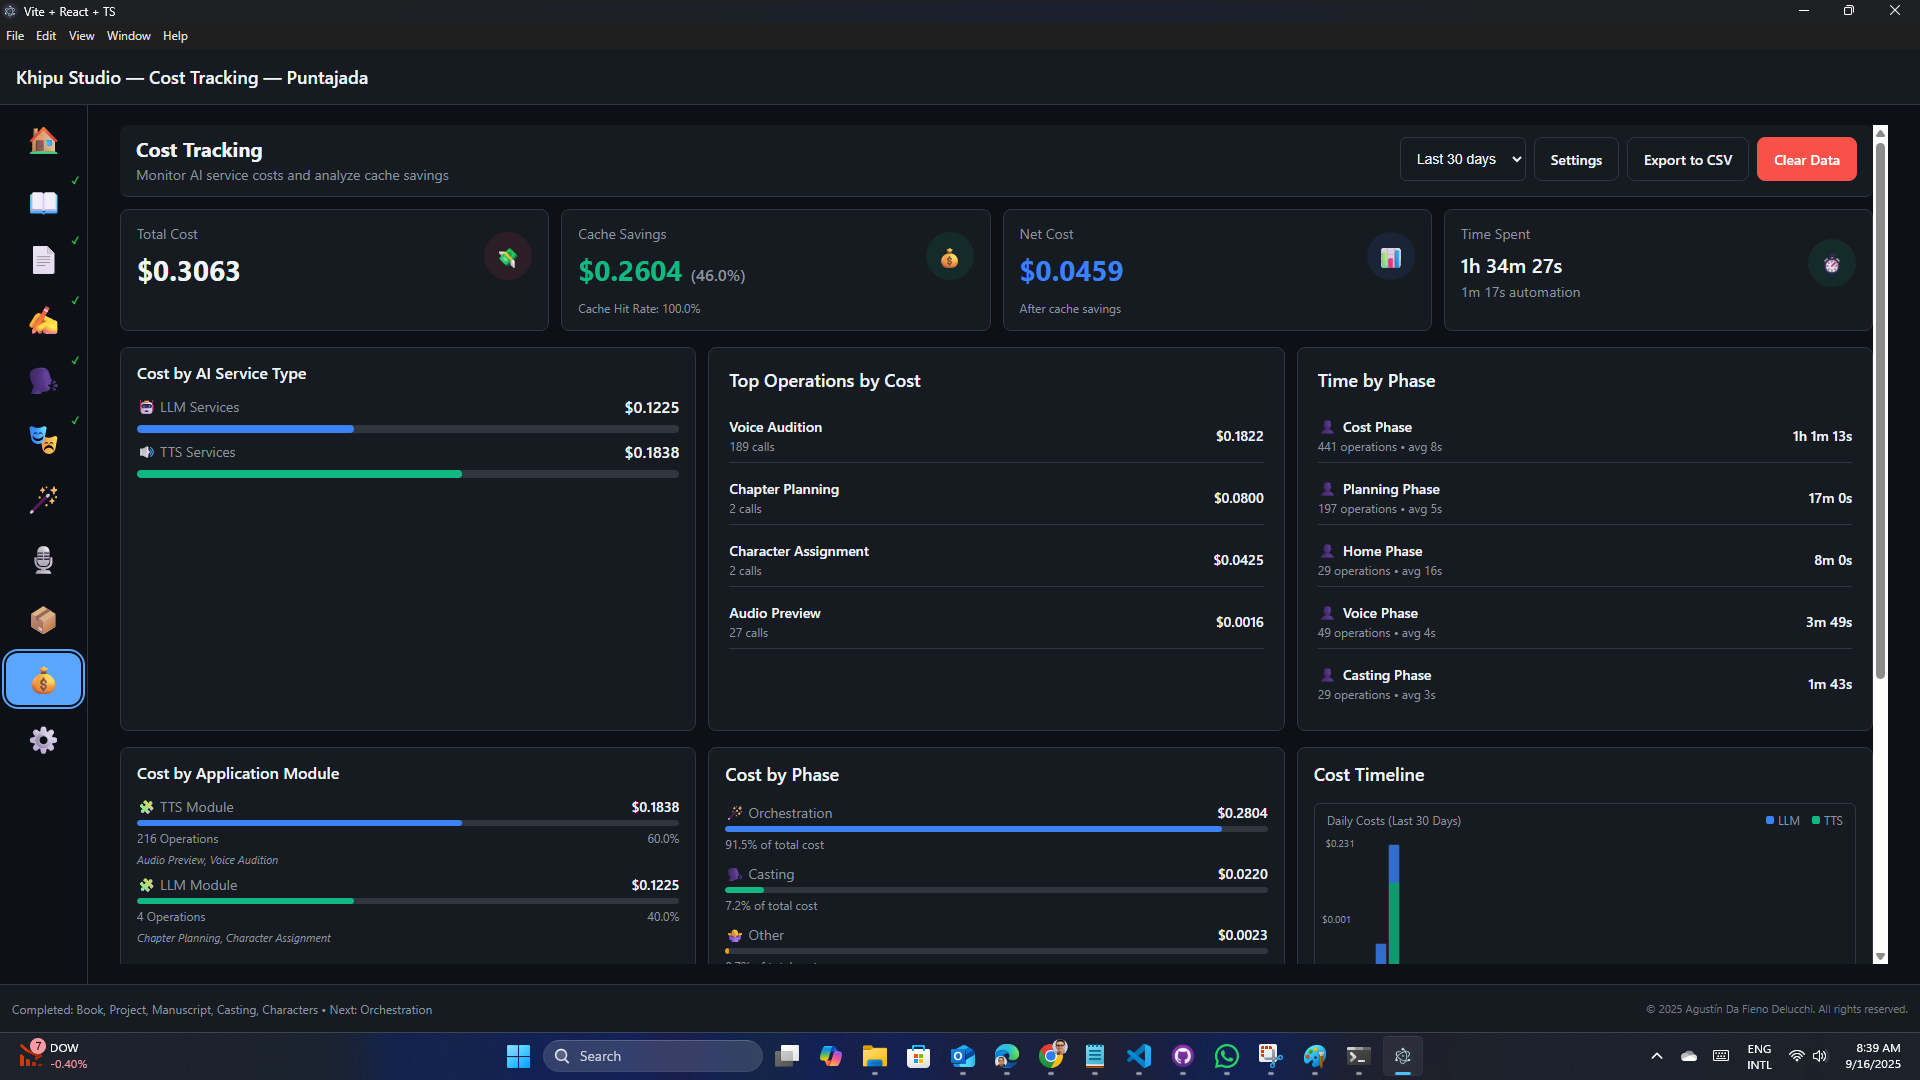 Vite + React + TS
File Edit View Window Help
Khipu Studio — Cost Tracking — Puntajada
Cost Tracking
Monitor AI service costs and analyze cache savings
Last 30 days
Settings
Export to CSV
Clear Data
Total Cost
$0.3063
Cache Savings
$0.2604 (46.0%)
Cache Hit Rate: 100.0%
Net Cost
$0.0459
After cache savings
Time Spent
1h 34m 27s
1m 17s automation
Cost by AI Service Type
LLM Services $0.1225
TTS Services $0.1838
Top Operations by Cost
Voice Audition
189 calls
$0.1822
Chapter Planning
2 calls
$0.0800
Character Assignment
2 calls
$0.0425
Audio Preview
27 calls
$0.0016
Time by Phase
Cost Phase
441 operations • avg 8s
1h 1m 13s
Planning Phase
197 operations • avg 5s
17m 0s
Home Phase
29 operations • avg 16s
8m 0s
Voice Phase
49 operations • avg 4s
3m 49s
Casting Phase
29 operations • avg 3s
1m 43s
Cost by Application Module
TTS Module $0.1838
216 Operations 60.0%
Audio Preview, Voice Audition
LLM Module $0.1225
4 Operations 40.0%
Chapter Planning, Character Assignment
Cost by Phase
Orchestration $0.2804
91.5% of total cost
Casting $0.0220
7.2% of total cost
Other $0.0023
Cost Timeline
Daily Costs (Last 30 Days)
LLM TTS
$0.231
$0.001
Completed: Book, Project, Manuscript, Casting, Characters • Next: Orchestration
© 2025 Agustín Da Fieno Delucchi. All rights reserved.
7
DOW
-0.40%
Search
ENG
INTL
8:39 AM
9/16/2025